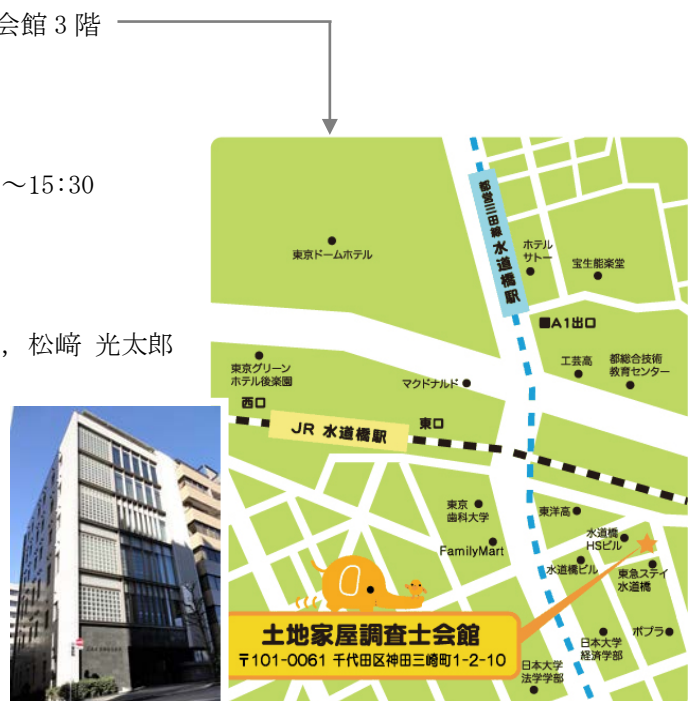 会館 3 階
～15:30
, 松﨑 光太郎
都営三田線 水道橋駅
東京ドームホテル
ホテル
サトー
宝生能楽堂
■A1出口
工芸高
都総合技術
教育センター
東京グリーン
ホテル後楽園
マクドナルド
西口
JR 水道橋駅
東口
東京
歯科大学
東洋高
水道橋
HSビル
FamilyMart
水道橋ビル
東急ステイ
水道橋
土地家屋調査士会館
〒101-0061 千代田区神田三崎町1-2-10
日本大学
経済学部
ポプラ
日本大学
法学学部